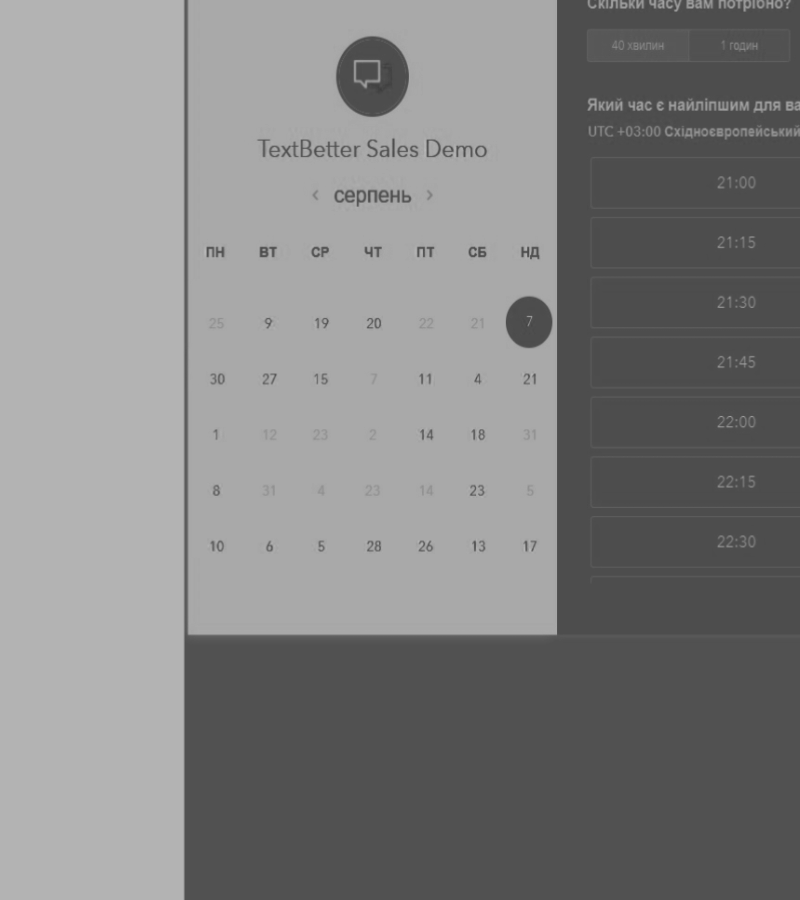 TextBetter Sales Demo
‹ серпень ›
ПН ВТ СР ЧТ ПТ СБ НД
25 9 19 20 22 21 7
30 27 15 7 11 4 21
1 12 23 2 14 18 31
8 31 4 23 14 23 5
10 6 5 28 26 13 17
Скільки часу вам потрібно?
40 хвилин 1 годин
Який час є найліпшим для ва
UTC +03:00 Східноєвропейський
21:00
21:15
21:30
21:45
22:00
22:15
22:30